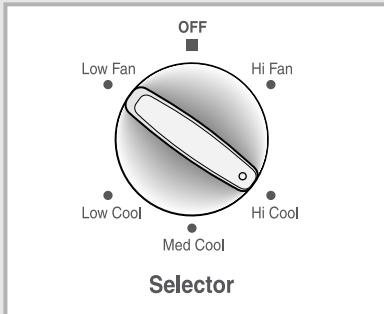 OFF
Low Fan
Hi Fan
Low Cool
Hi Cool
Med Cool
Selector